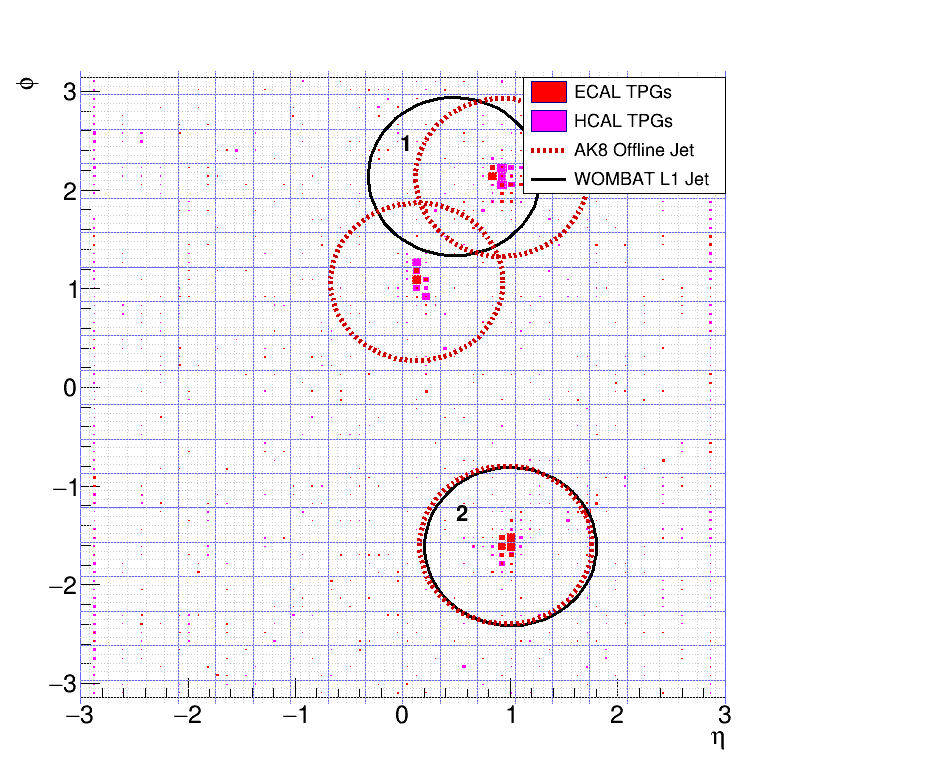 ϕ
3
2
1
0
−1
−2
−3
ECAL TPGs
HCAL TPGs
AK8 Offline Jet
WOMBAT L1 Jet
1
2
−3 −2 −1 0 1 2 3
η